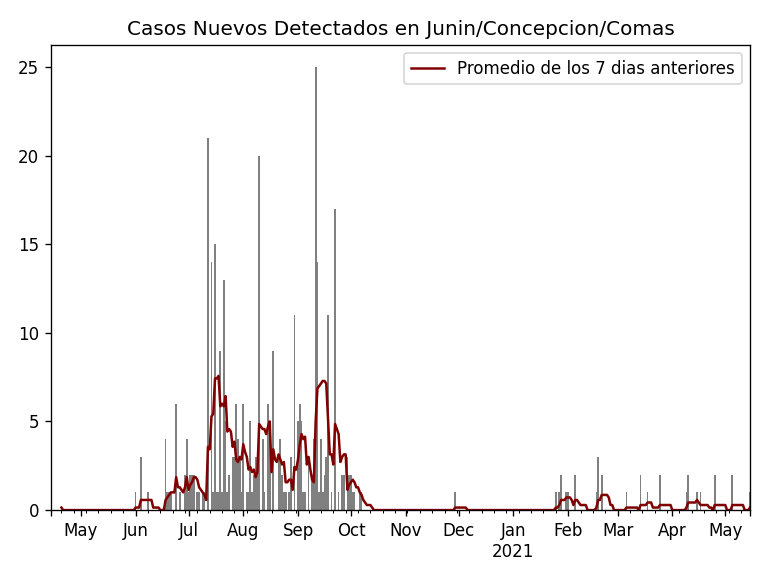 Casos Nuevos Detectados en Junin/Concepcion/Comas
Promedio de los 7 dias anteriores
25
20
15
10
5
0
May Jun Jul Aug Sep Oct Nov Dec Jan Feb Mar Apr May
2021